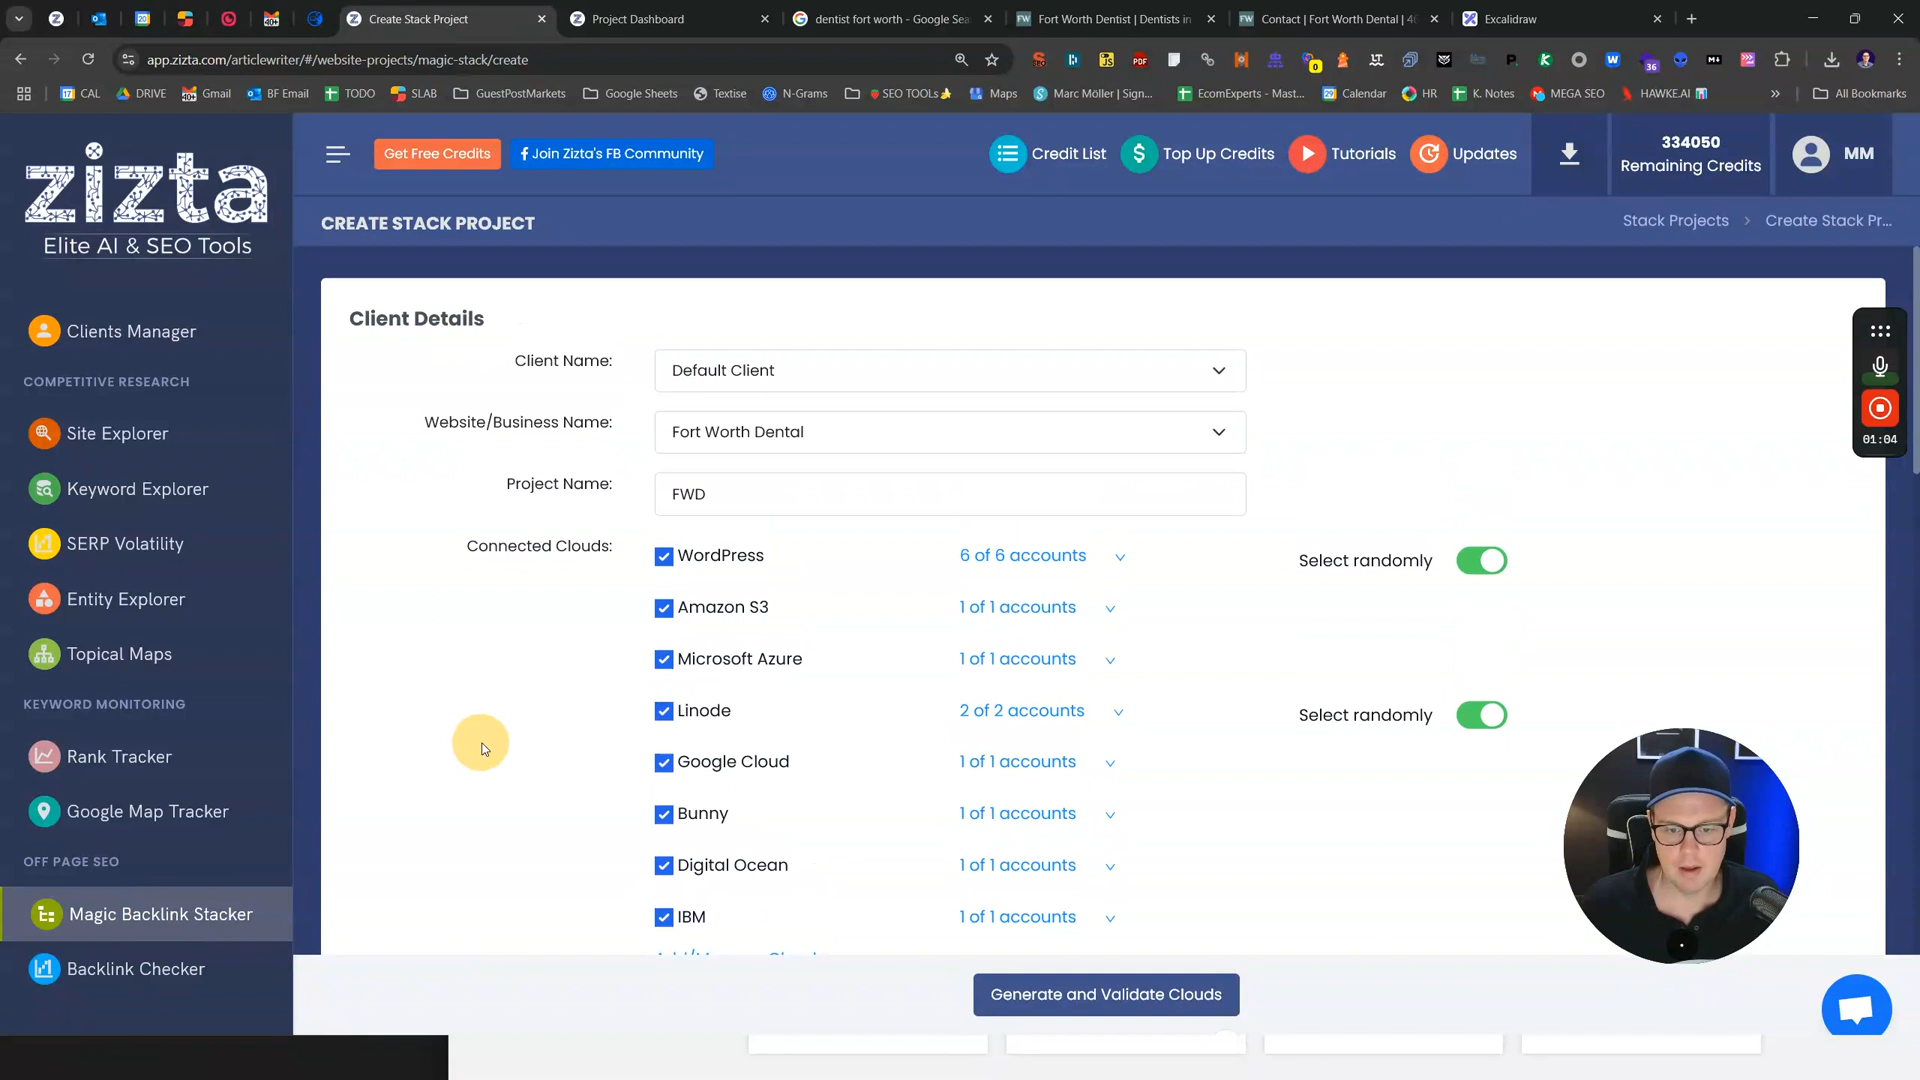 Create Stack Project
Project Dashboard
dentist fort worth - Google Sea
Fort Worth Dentist | Dentists in
Contact | Fort Worth Dental | 4
Excalidraw
app.zizta.com/articlewriter/#/website-projects/magic-stack/create
CAL
DRIVE
Gmail
BF Email
TODO
SLAB
GuestPostMarkets
Google Sheets
Textise
N-Grams
SEO TOOLs
Maps
Marc Möller | Sign...
EcomExperts - Mast...
Calendar
HR
K. Notes
MEGA SEO
HAWKE.AI
All Bookmarks
zizta
Elite AI & SEO Tools
Get Free Credits
Join Zizta's FB Community
Credit List
Top Up Credits
Tutorials
Updates
334050
Remaining Credits
MM
CREATE STACK PROJECT
Stack Projects > Create Stack Pr...
Clients Manager
COMPETITIVE RESEARCH
Site Explorer
Keyword Explorer
SERP Volatility
Entity Explorer
Topical Maps
KEYWORD MONITORING
Rank Tracker
Google Map Tracker
OFF PAGE SEO
Magic Backlink Stacker
Backlink Checker
Client Details
Client Name:
Default Client
Website/Business Name:
Fort Worth Dental
Project Name:
FWD
Connected Clouds:
WordPress 6 of 6 accounts Select randomly
Amazon S3 1 of 1 accounts
Microsoft Azure 1 of 1 accounts
Linode 2 of 2 accounts Select randomly
Google Cloud 1 of 1 accounts
Bunny 1 of 1 accounts
Digital Ocean 1 of 1 accounts
IBM 1 of 1 accounts
Generate and Validate Clouds
01:04